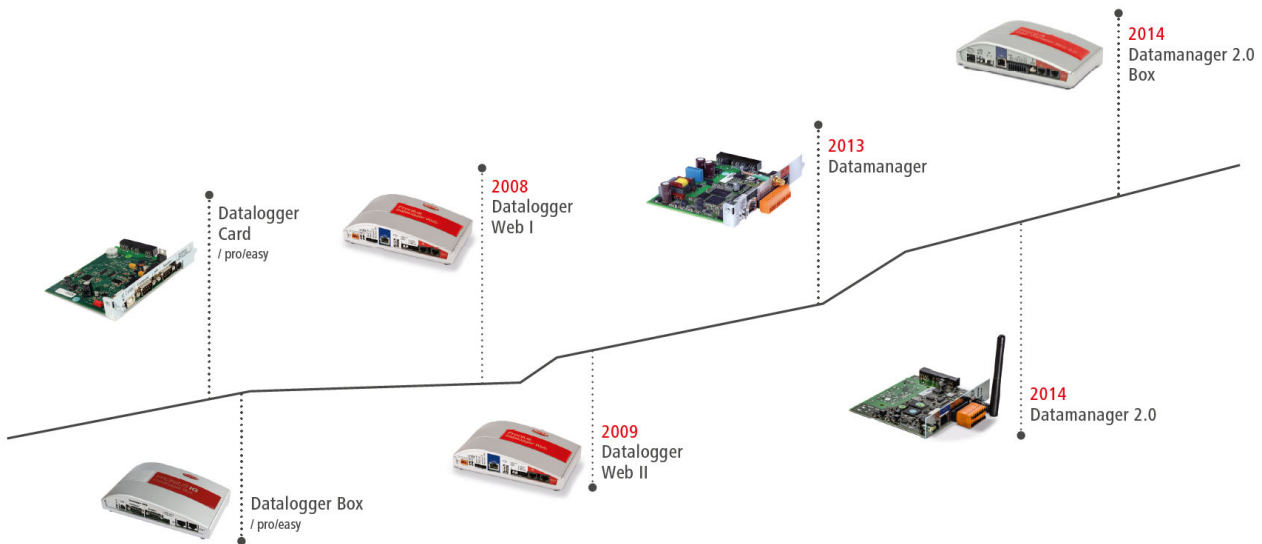 2014
Datamanager 2.0
Box
2013
Datamanager
2008
Datalogger
Web I
Datalogger
Card
/ pro/easy
2014
Datamanager 2.0
2009
Datalogger
Web II
Datalogger Box
/ pro/easy